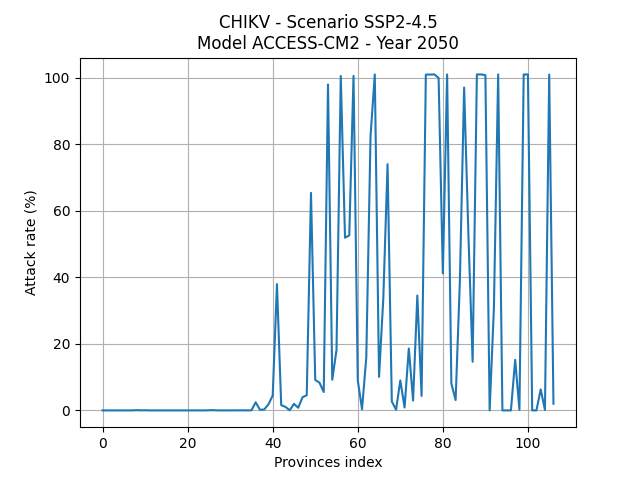 CHIKV - Scenario SSP2-4.5
Model ACCESS-CM2 - Year 2050
Attack rate (%)
100
80
60
40
20
0
0 20 40 60 80 100
Provinces index